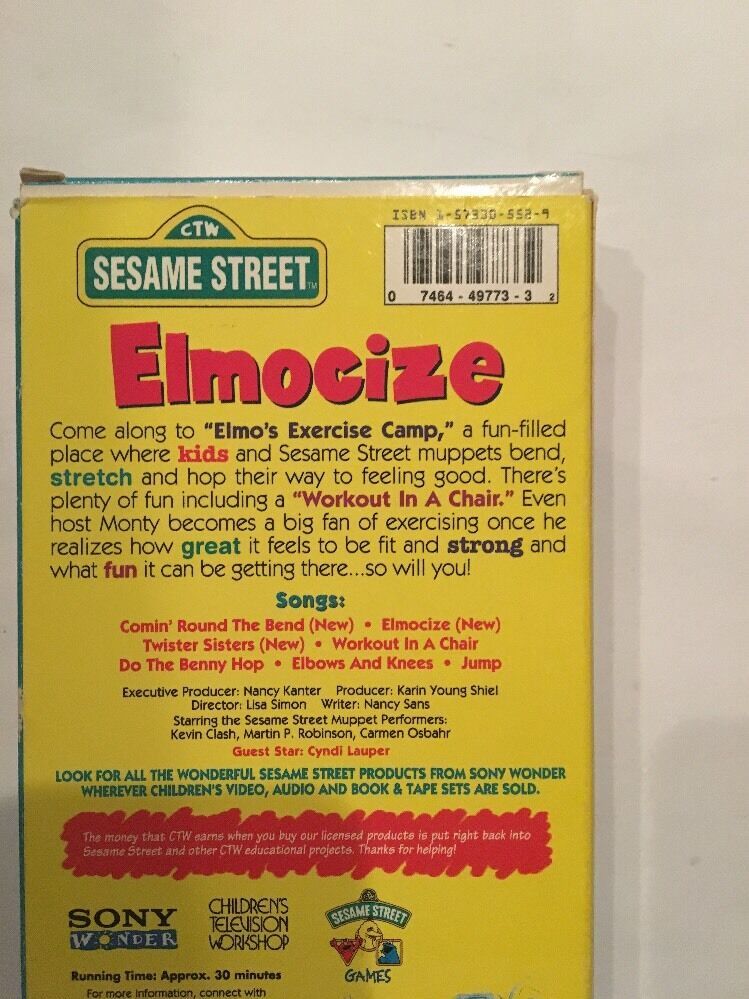 CTW
SESAME STREET™
ISBN 1-57330-552-9
0 7464 - 49773 - 3 2
Elmocize
Come along to “Elmo's Exercise Camp,” a fun-filled
place where kids and Sesame Street muppets bend,
stretch and hop their way to feeling good. There's
plenty of fun including a “Workout In A Chair.” Even
host Monty becomes a big fan of exercising once he
realizes how great it feels to be fit and strong and
what fun it can be getting there...so will you!
Songs:
Comin' Round The Bend (New) • Elmocize (New)
Twister Sisters (New) • Workout In A Chair
Do The Benny Hop • Elbows And Knees • Jump
Executive Producer: Nancy Kanter Producer: Karin Young Shiel
Director: Lisa Simon Writer: Nancy Sans
Starring the Sesame Street Muppet Performers:
Kevin Clash, Martin P. Robinson, Carmen Osbahr
Guest Star: Cyndi Lauper
LOOK FOR ALL THE WONDERFUL SESAME STREET PRODUCTS FROM SONY WONDER
WHEREVER CHILDREN'S VIDEO, AUDIO AND BOOK & TAPE SETS ARE SOLD.
The money that CTW earns when you buy our licensed products is put right back into
Sesame Street and other CTW educational projects. Thanks for helping!
SONY
WONDER
CHILDREN'S
TELEVISION
WORKSHOP
SESAME STREET
GAMES
Running Time: Approx. 30 minutes
For more information, connect with